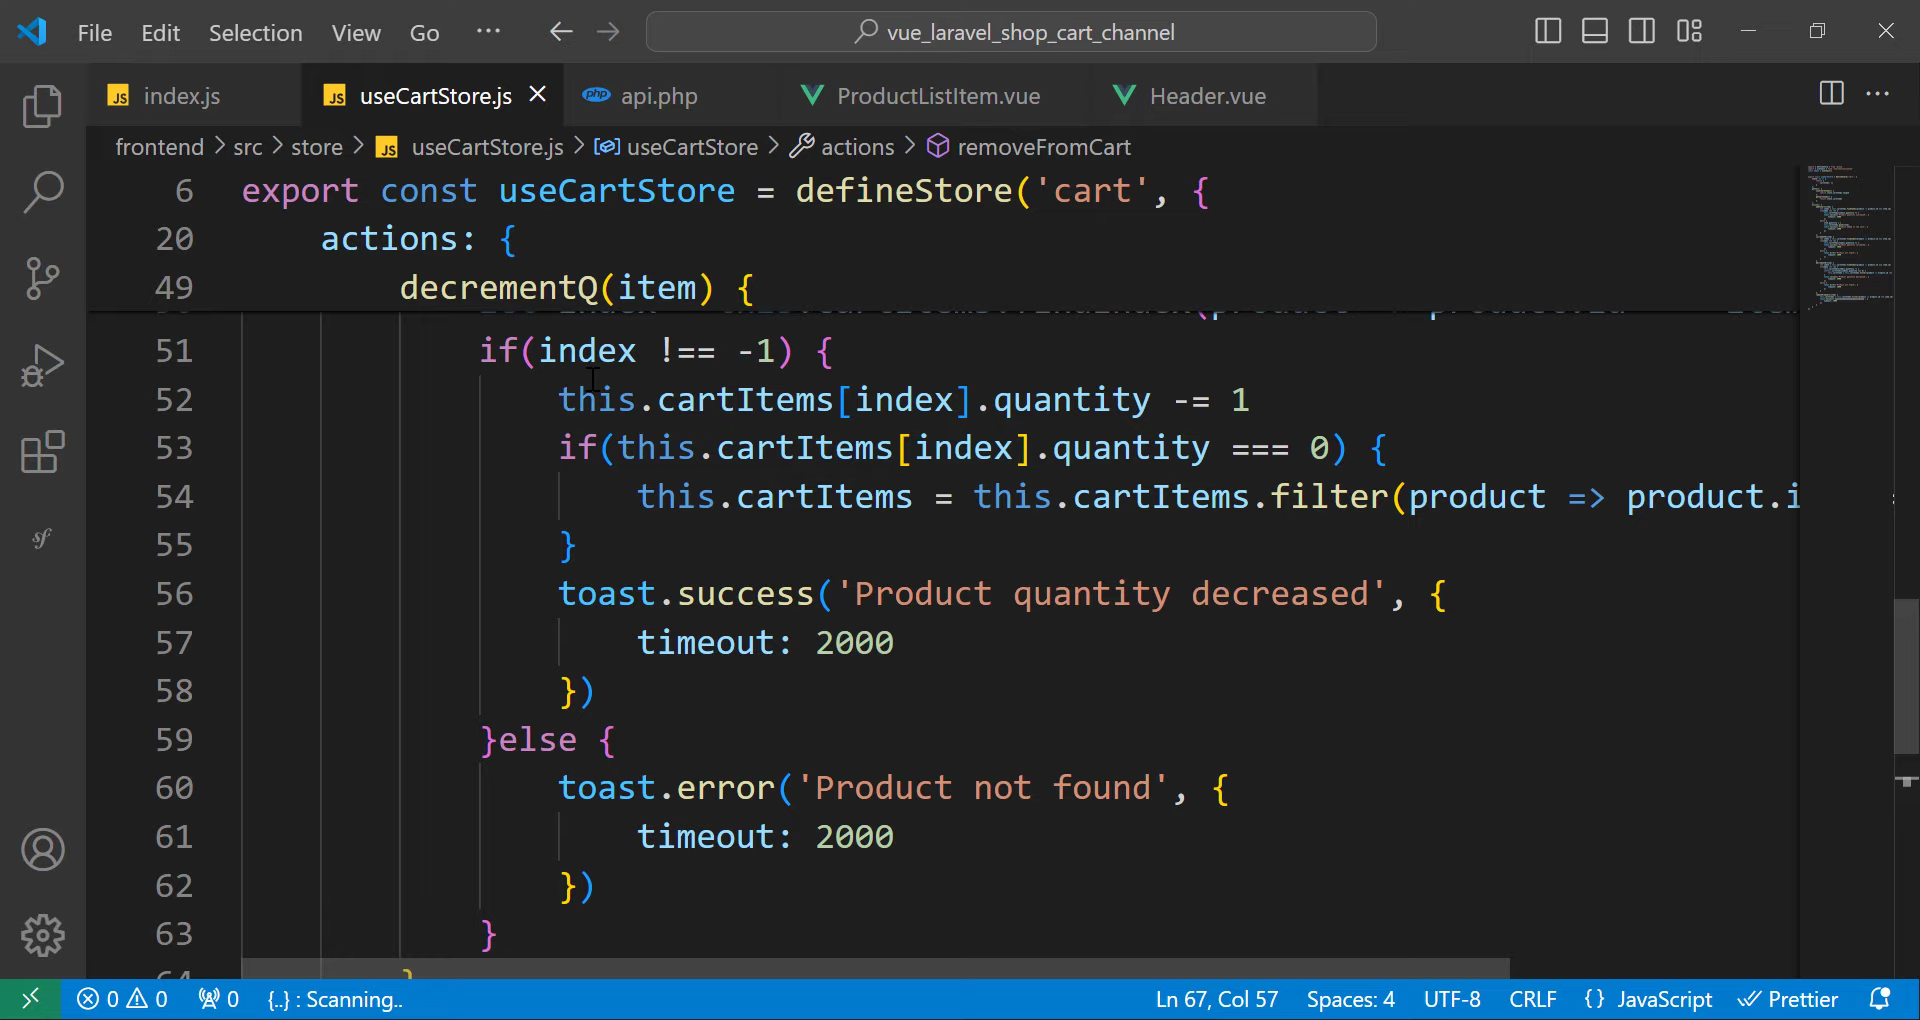 File Edit Selection View Go ··· vue_laravel_shop_cart_channel
JS index.js JS useCartStore.js php api.php ProductListItem.vue Header.vue
frontend > src > store > JS useCartStore.js > useCartStore > actions > removeFromCart
6 export const useCartStore = defineStore('cart', {
20 actions: {
49 decrementQ(item) {
51 if(index !== -1) {
52 this.cartItems[index].quantity -= 1
53 if(this.cartItems[index].quantity === 0) {
54 this.cartItems = this.cartItems.filter(product => product.i
55 }
56 toast.success('Product quantity decreased', {
57 timeout: 2000
58 })
59 }else {
60 toast.error('Product not found', {
61 timeout: 2000
62 })
63 }
0 0 0 {..} : Scanning.. Ln 67, Col 57 Spaces: 4 UTF-8 CRLF {} JavaScript Prettier